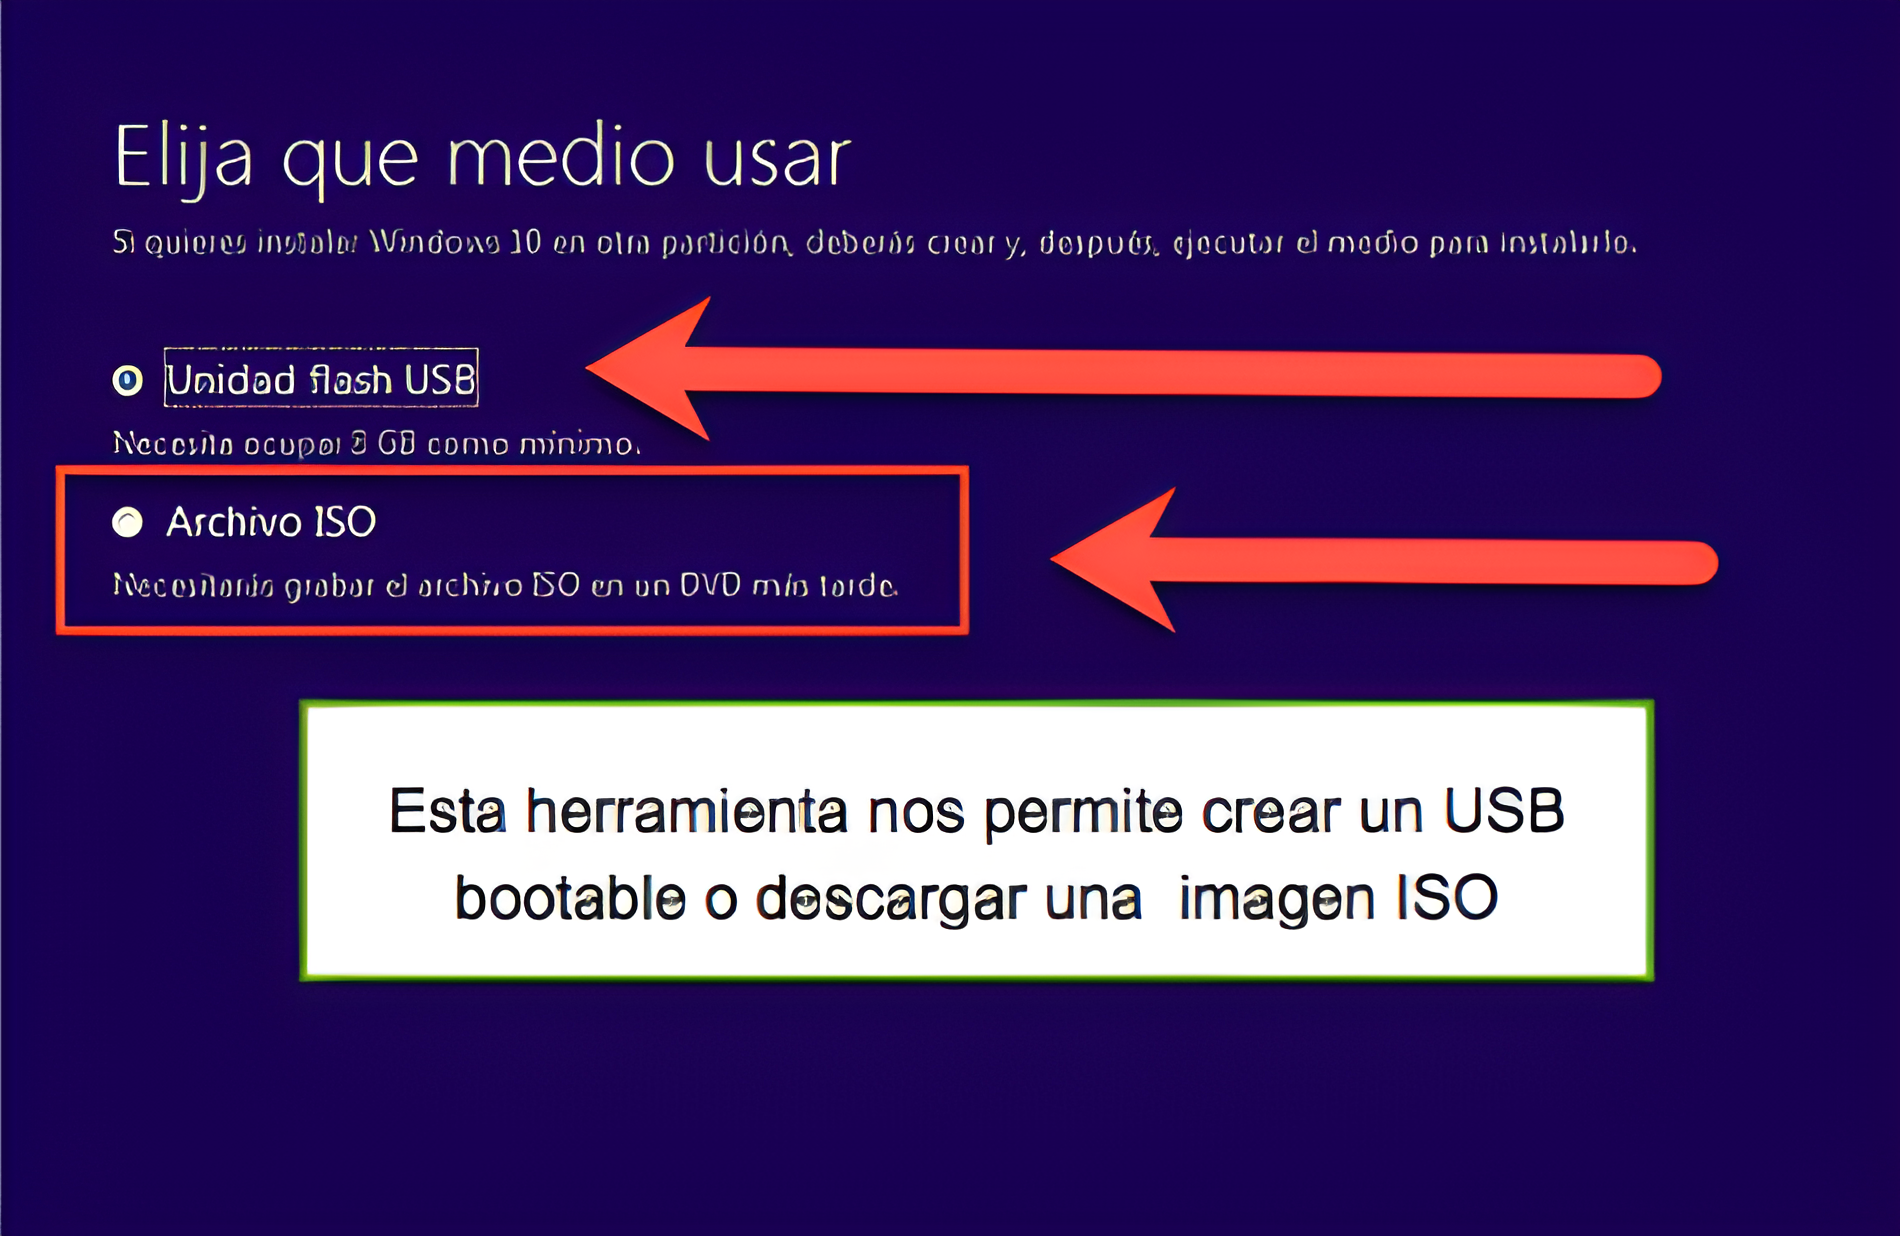 Elija que medio usar
Si quieres instalar Windows 10 en otra partición, deberás crear y, después, ejecutar el medio para instalarlo.
Unidad flash USB
Necesita ocupar 8 GB como mínimo.
Archivo ISO
Necesitarás grabar el archivo ISO en un DVD más tarde.
Esta herramienta nos permite crear un USB
bootable o descargar una imagen ISO